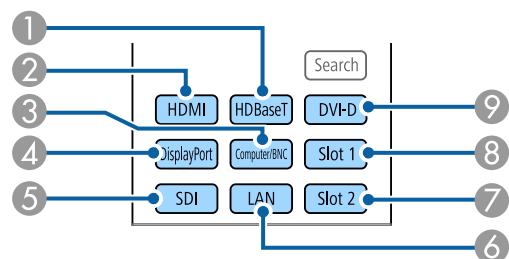 1
2
Search
HDMI HDBaseT DVI-D
3
9
4
DisplayPort Computer/BNC Slot 1
8
5
SDI LAN Slot 2
7
6